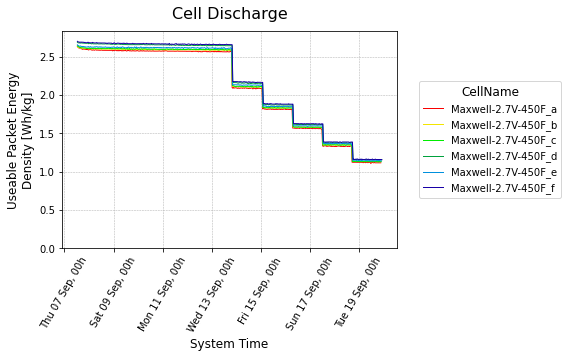 Cell Discharge
Useable Packet Energy
Density [Wh/kg]
2.5
2.0
1.5
1.0
0.5
0.0
Thu 07 Sep, 00h
Sat 09 Sep, 00h
Mon 11 Sep, 00h
Wed 13 Sep, 00h
Fri 15 Sep, 00h
Sun 17 Sep, 00h
Tue 19 Sep, 00h
System Time
CellName
Maxwell-2.7V-450F_a
Maxwell-2.7V-450F_b
Maxwell-2.7V-450F_c
Maxwell-2.7V-450F_d
Maxwell-2.7V-450F_e
Maxwell-2.7V-450F_f